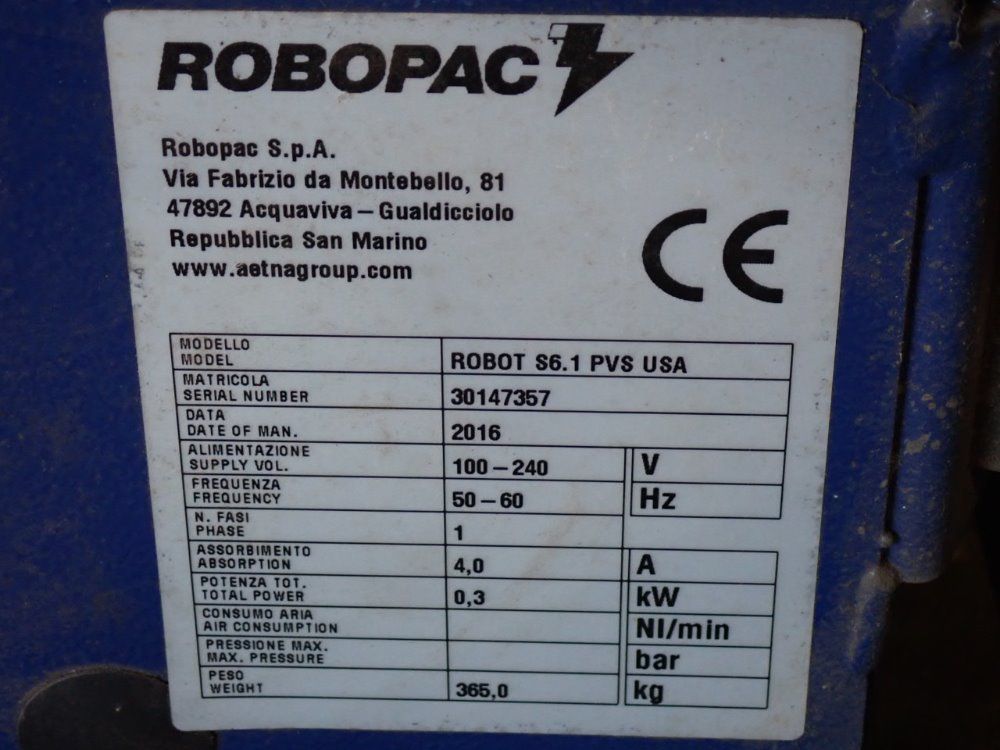 ROBOPAC
Robopac S.p.A.
Via Fabrizio da Montebello, 81
47892 Acquaviva – Gualdicciolo
Repubblica San Marino
www.aetnagroup.com
CE
MODELLO
MODEL
ROBOT S6.1 PVS USA
MATRICOLA
SERIAL NUMBER
30147357
DATA
DATE OF MAN.
2016
ALIMENTAZIONE
SUPPLY VOL.
100–240
V
FREQUENZA
FREQUENCY
50–60
Hz
N. FASI
PHASE
1
ASSORBIMENTO
ABSORPTION
4,0
A
POTENZA TOT.
TOTAL POWER
0,3
kW
CONSUMO ARIA
AIR CONSUMPTION
Nl/min
PRESSIONE MAX.
MAX. PRESSURE
bar
PESO
WEIGHT
365,0
kg